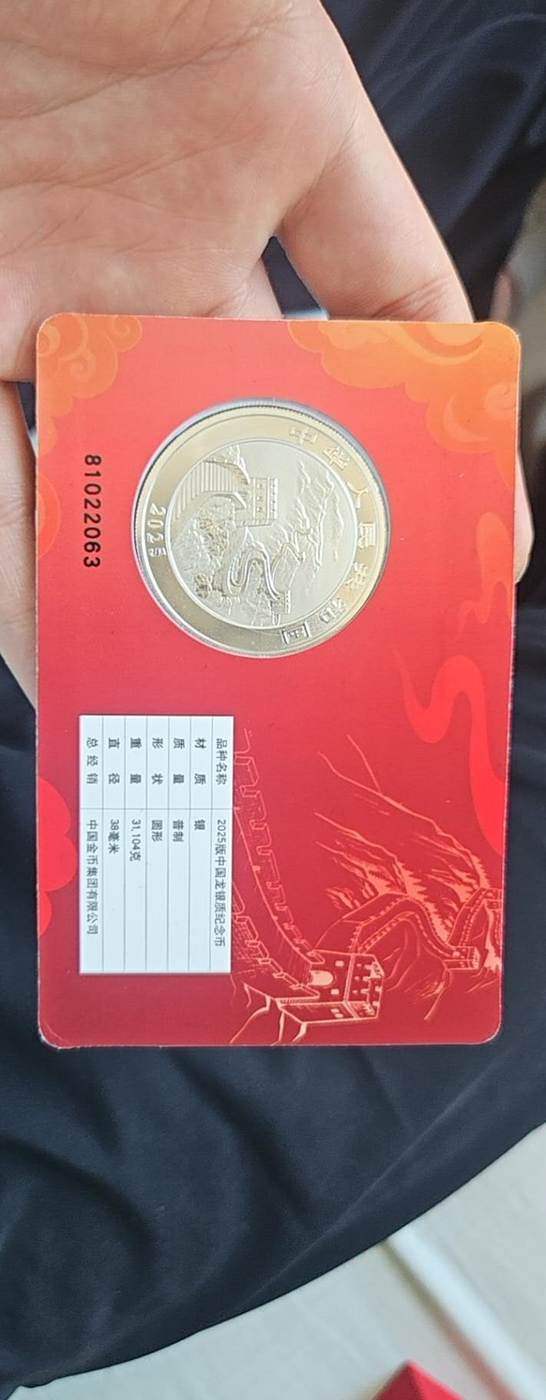 中华人民共和国
2025
81022063
品种名称 2025版中国龙银质纪念币
材 质 银
质 量 普制
形 状 圆形
重 量 31.104克
直 径 38毫米
总 经 销 中国金币集团有限公司